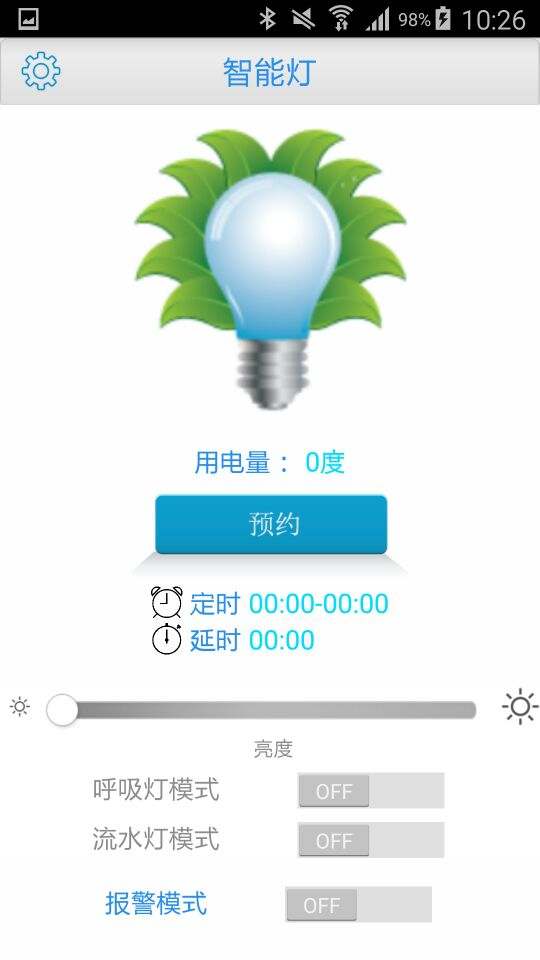 98% 10:26
智能灯
用电量： 0度
预约
定时 00:00-00:00
延时 00:00
亮度
呼吸灯模式 OFF
流水灯模式 OFF
报警模式 OFF